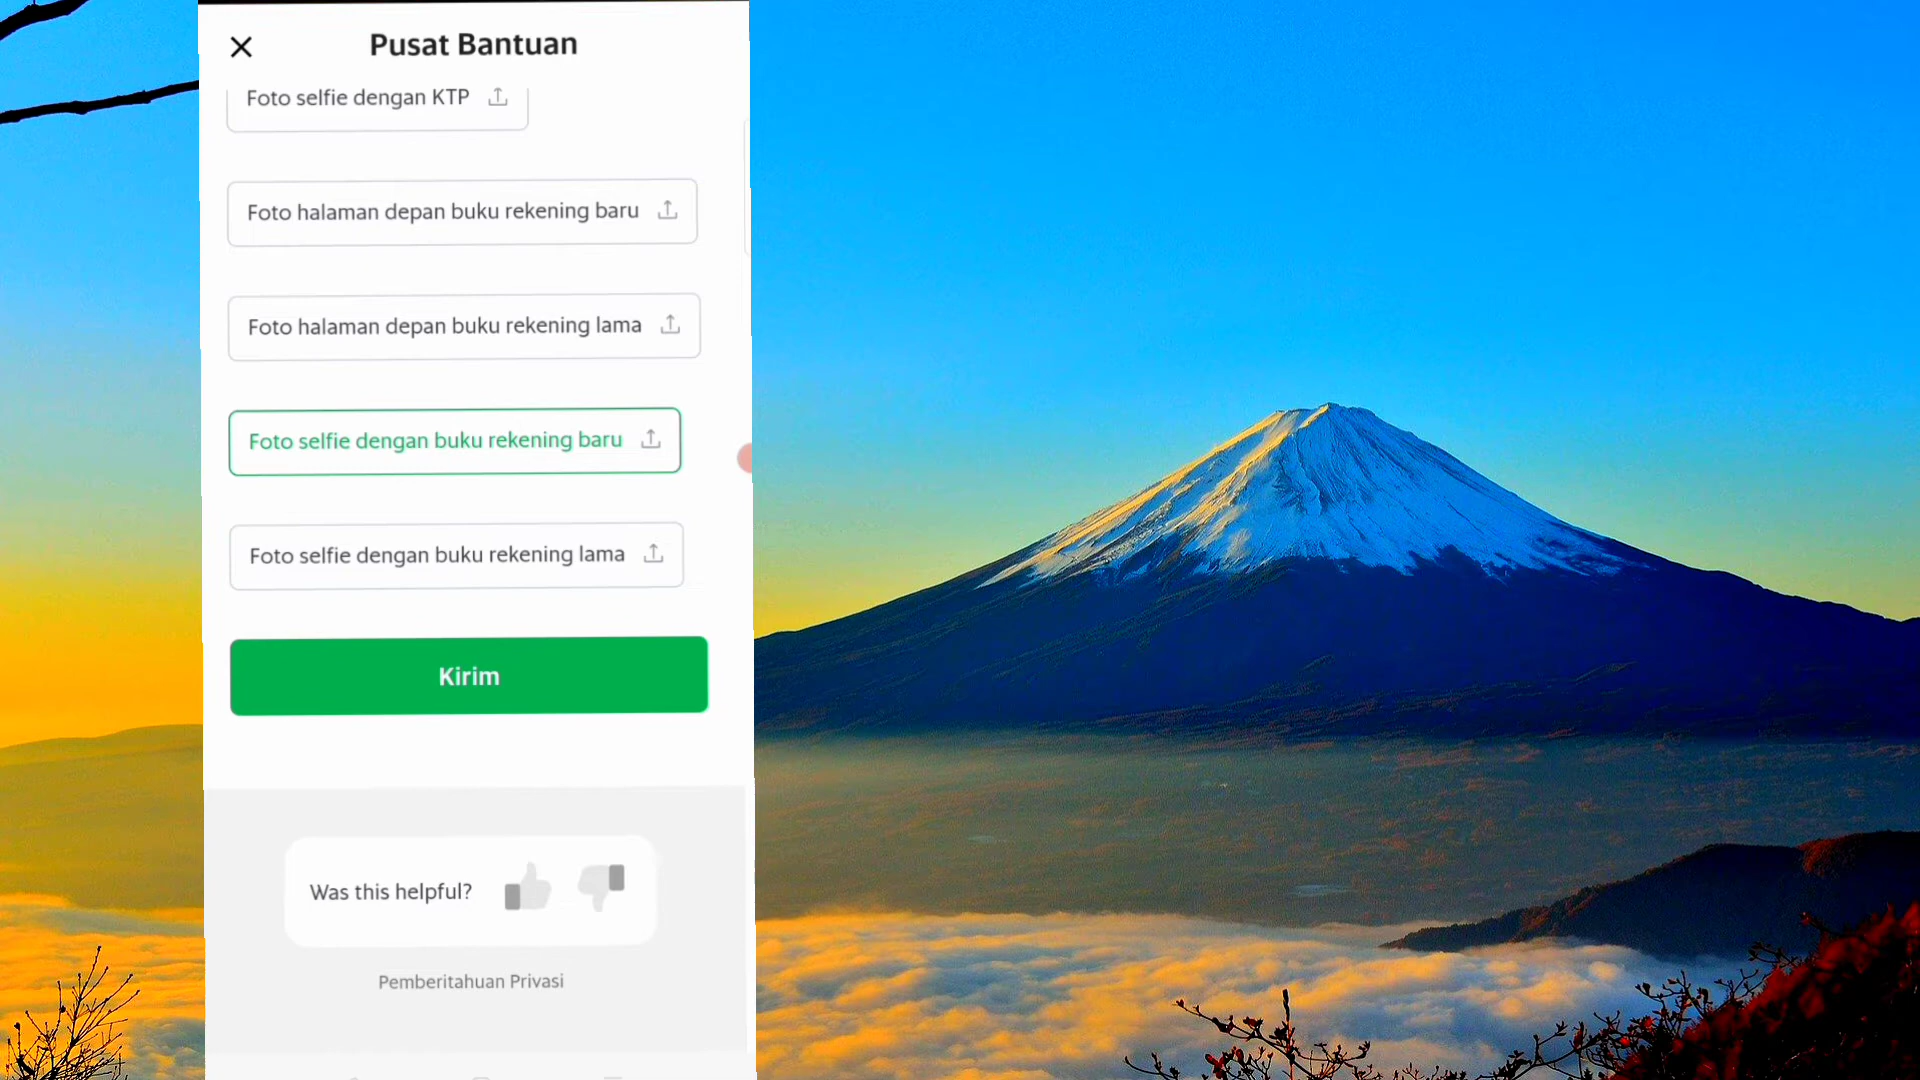 Pusat Bantuan
Foto selfie dengan KTP
Foto halaman depan buku rekening baru
Foto halaman depan buku rekening lama
Foto selfie dengan buku rekening baru
Foto selfie dengan buku rekening lama
Kirim
Was this helpful?
Pemberitahuan Privasi